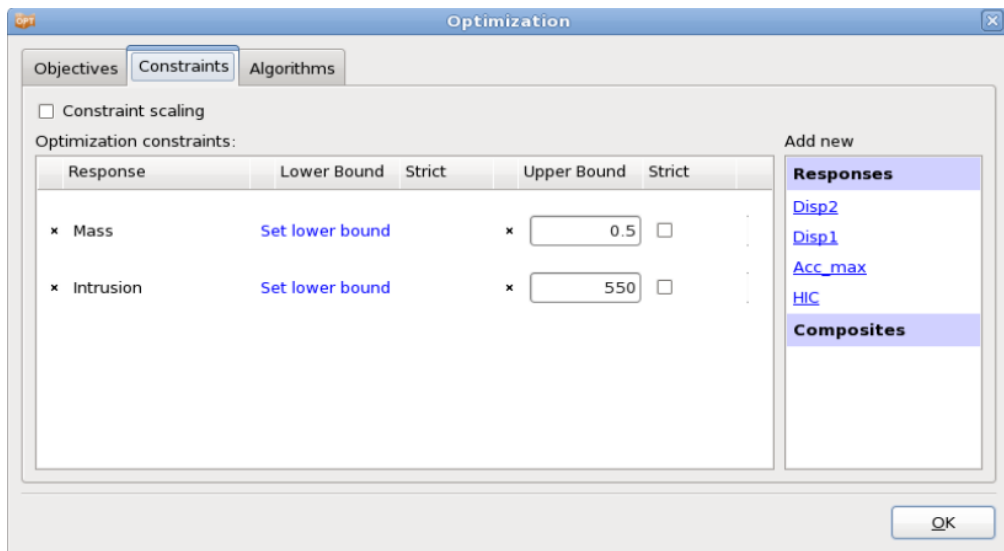 OPT Optimization
Objectives Constraints Algorithms
Constraint scaling
Optimization constraints:
Add new
Response Lower Bound Strict Upper Bound Strict
Mass Set lower bound 0.5
Intrusion Set lower bound 550
Responses
Disp2
Disp1
Acc_max
HIC
Composites
OK